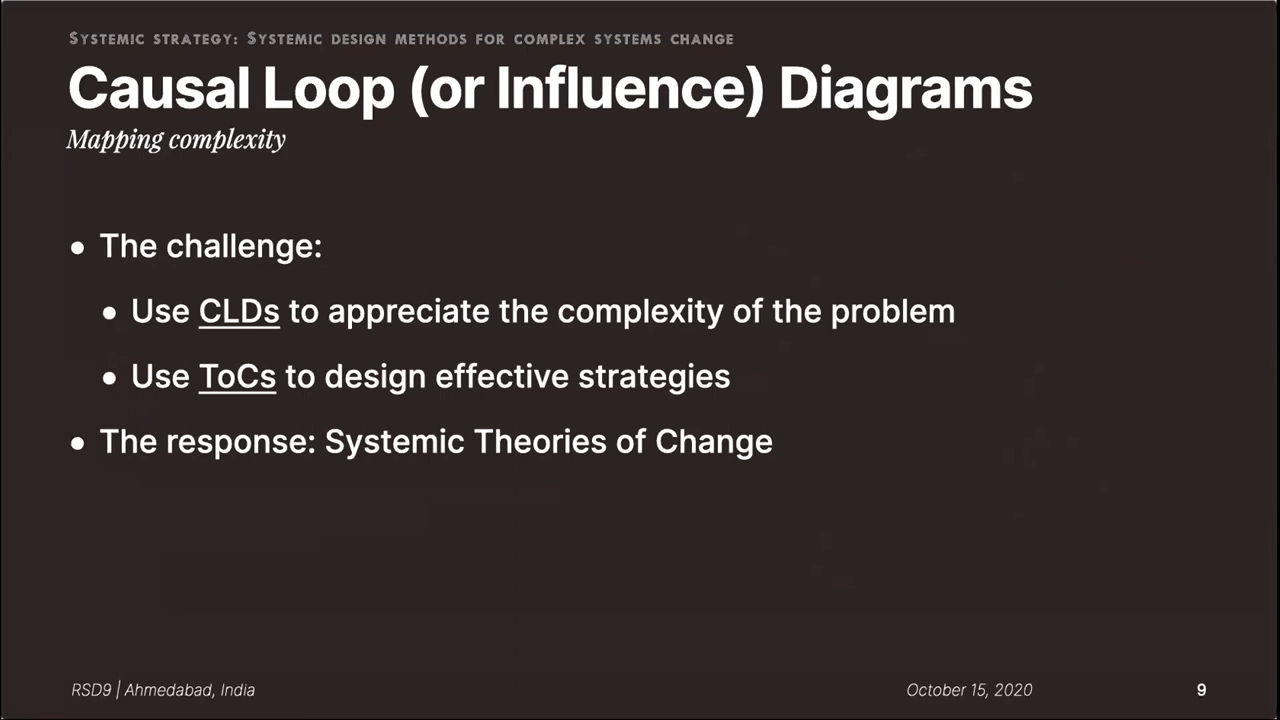 Systemic strategy: Systemic design methods for complex systems change
Causal Loop (or Influence) Diagrams
Mapping complexity
• The challenge:
• Use CLDs to appreciate the complexity of the problem
• Use ToCs to design effective strategies
• The response: Systemic Theories of Change
RSD9 | Ahmedabad, India
October 15, 2020
9